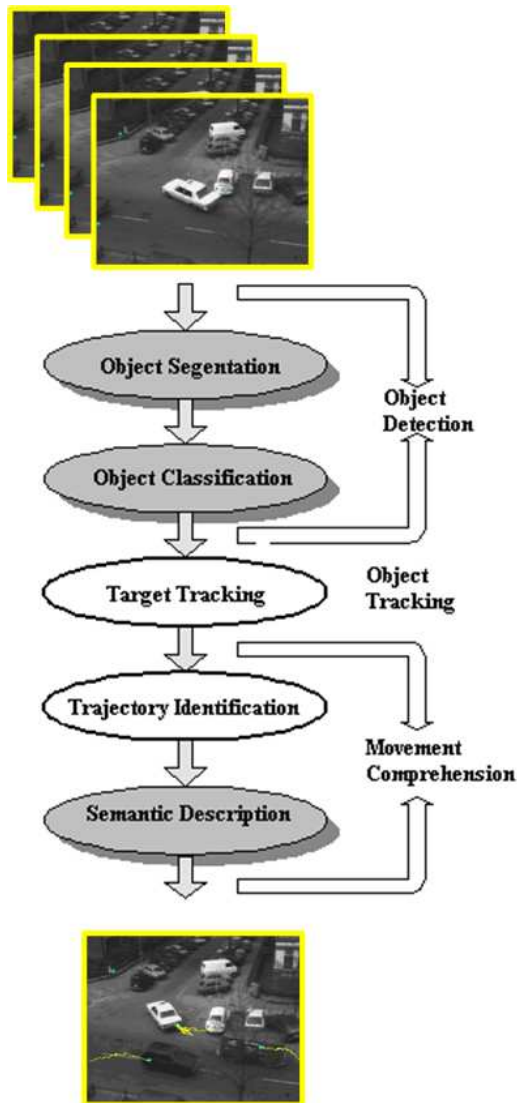 Object Segentation
Object
Detection
Object Classification
Target Tracking
Object
Tracking
Trajectory Identification
Movement
Comprehension
Semantic Description